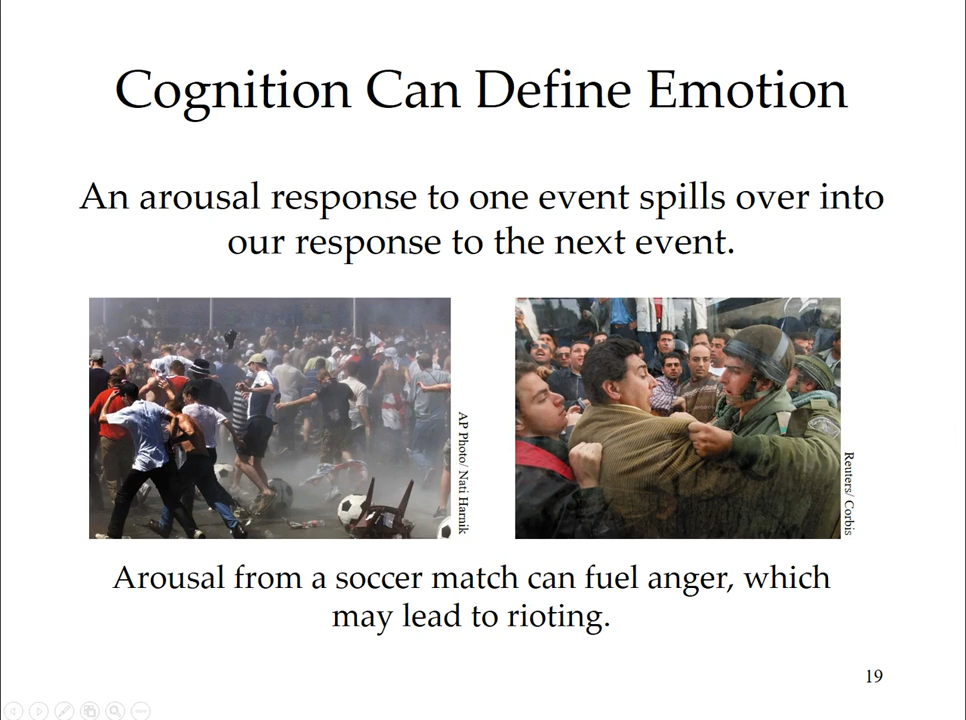 Cognition Can Define Emotion
An arousal response to one event spills over into
our response to the next event.
AP Photo/ Nati Harnik
Reuters/ Corbis
Arousal from a soccer match can fuel anger, which
may lead to rioting.
19